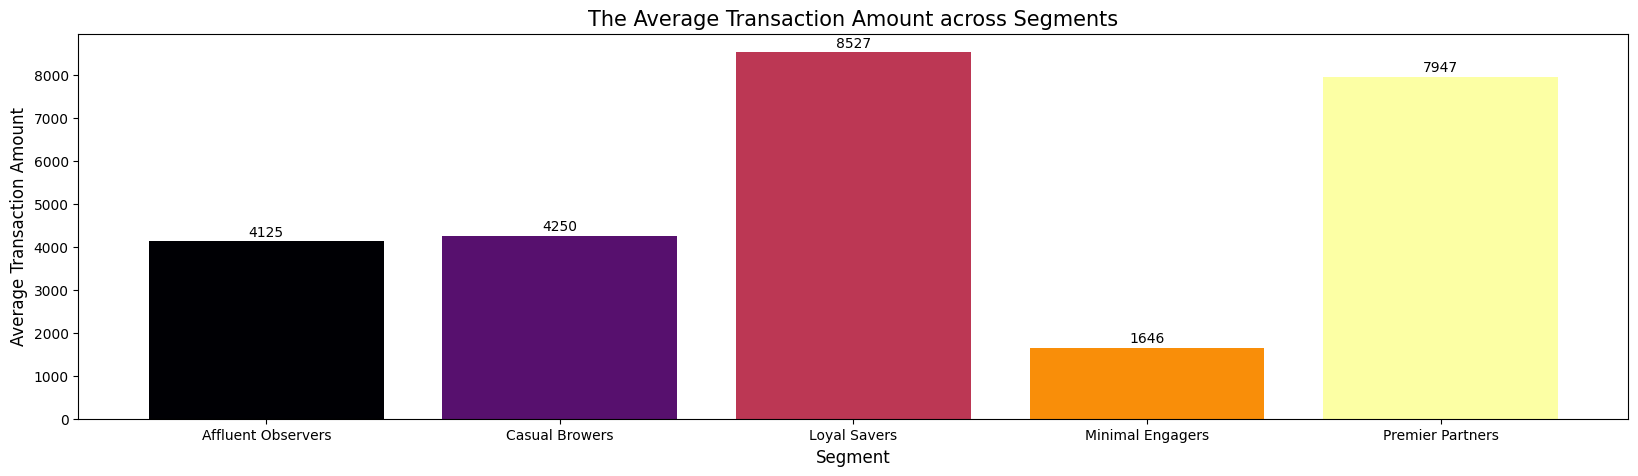 The Average Transaction Amount across Segments
Average Transaction Amount
8000
7000
6000
5000
4000
3000
2000
1000
0
4125
4250
8527
1646
7947
Affluent Observers
Casual Browers
Loyal Savers
Minimal Engagers
Premier Partners
Segment